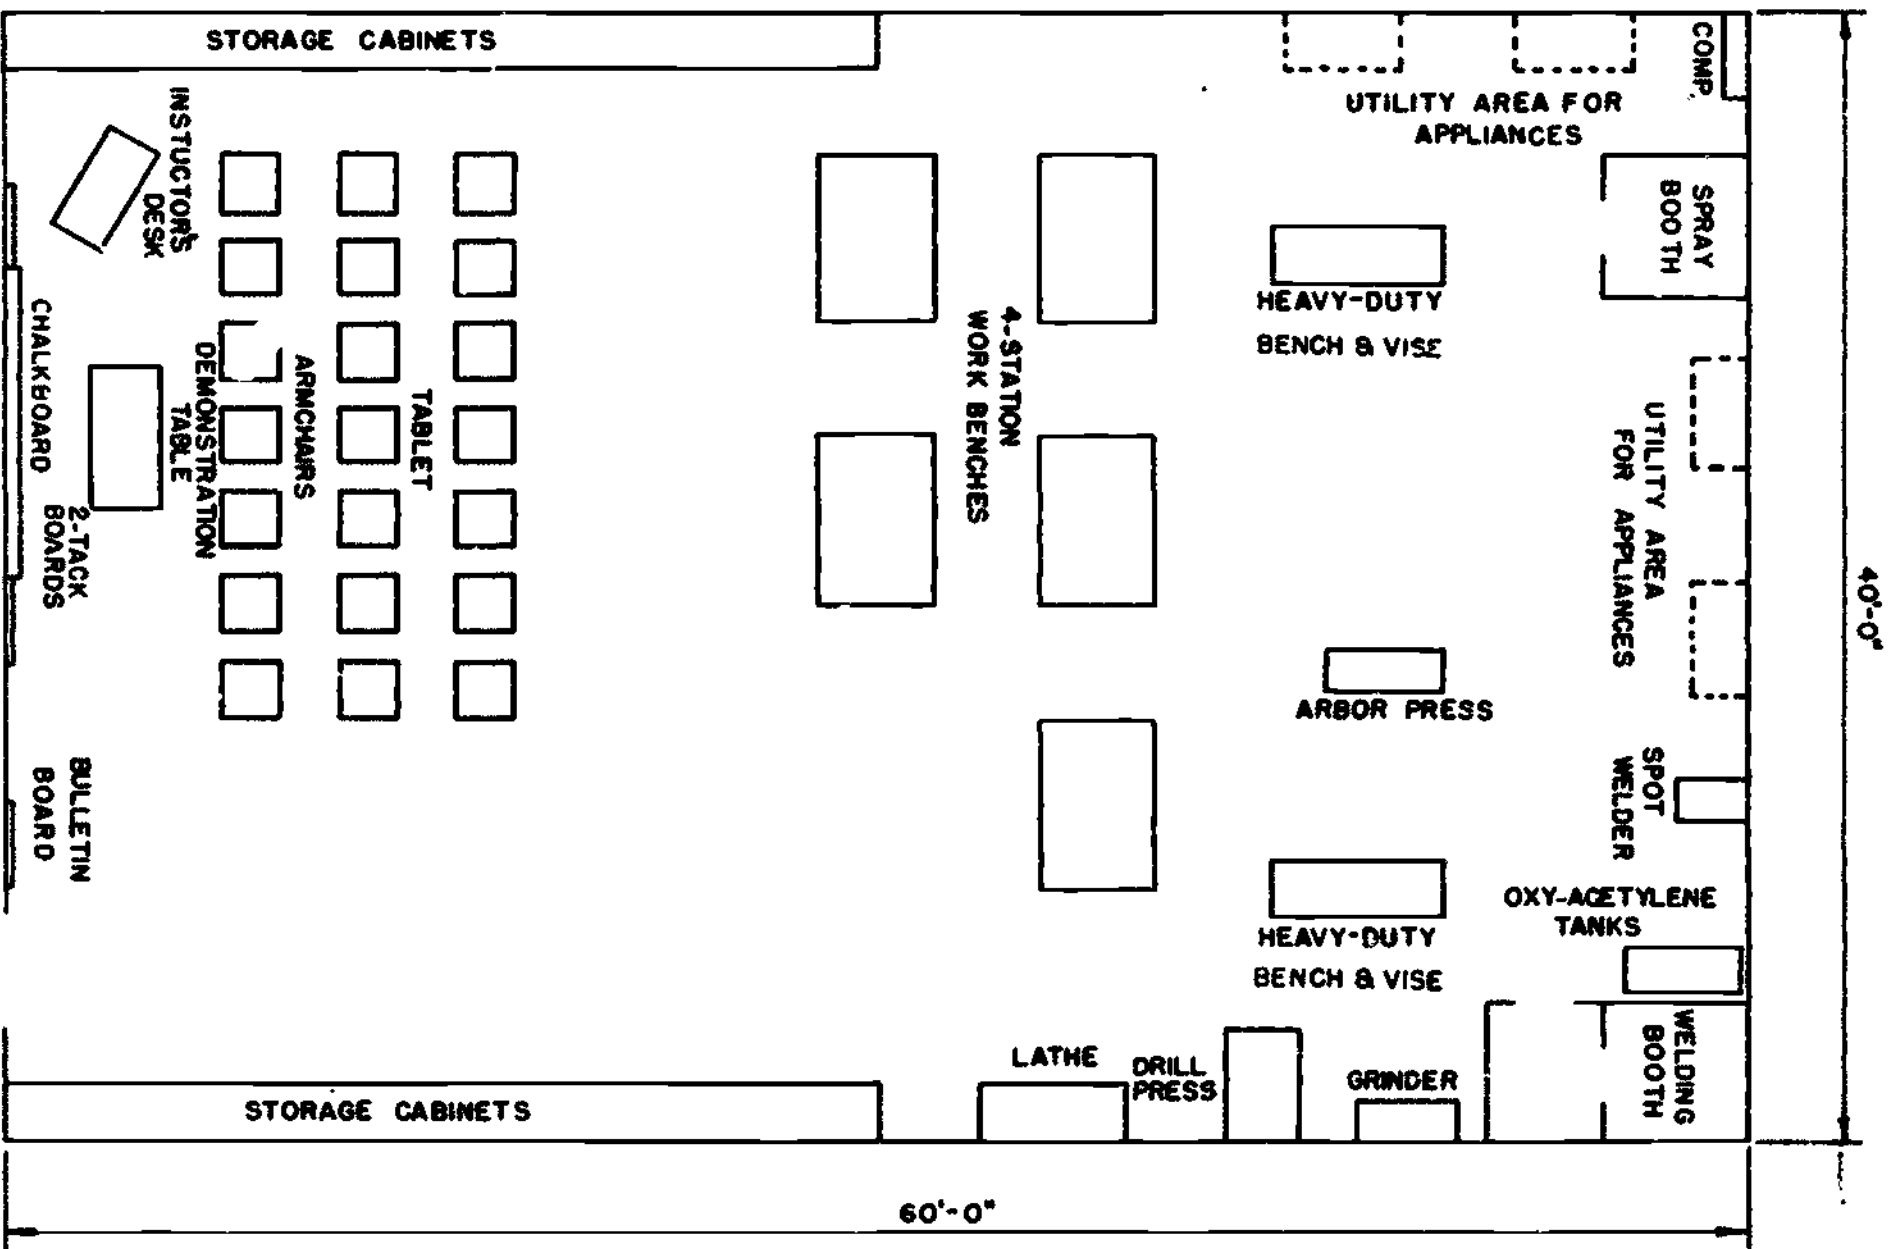 STORAGE CABINETS
COMP.
UTILITY AREA FOR
APPLIANCES
INSTUCTOR'S
DESK
SPRAY
BOOTH
HEAVY-DUTY
BENCH & VISE
CHALKBOARD
DEMONSTRATION
TABLE
ARMCHAIRS
TABLET
4-STATION
WORK BENCHES
UTILITY AREA
FOR APPLIANCES
40'-0"
2-TACK
BOARDS
ARBOR PRESS
SPOT
WELDER
BULLETIN
BOARD
OXY-ACETYLENE
TANKS
HEAVY-DUTY
BENCH & VISE
WELDING
BOOTH
LATHE
DRILL
PRESS
GRINDER
STORAGE CABINETS
60'-0"